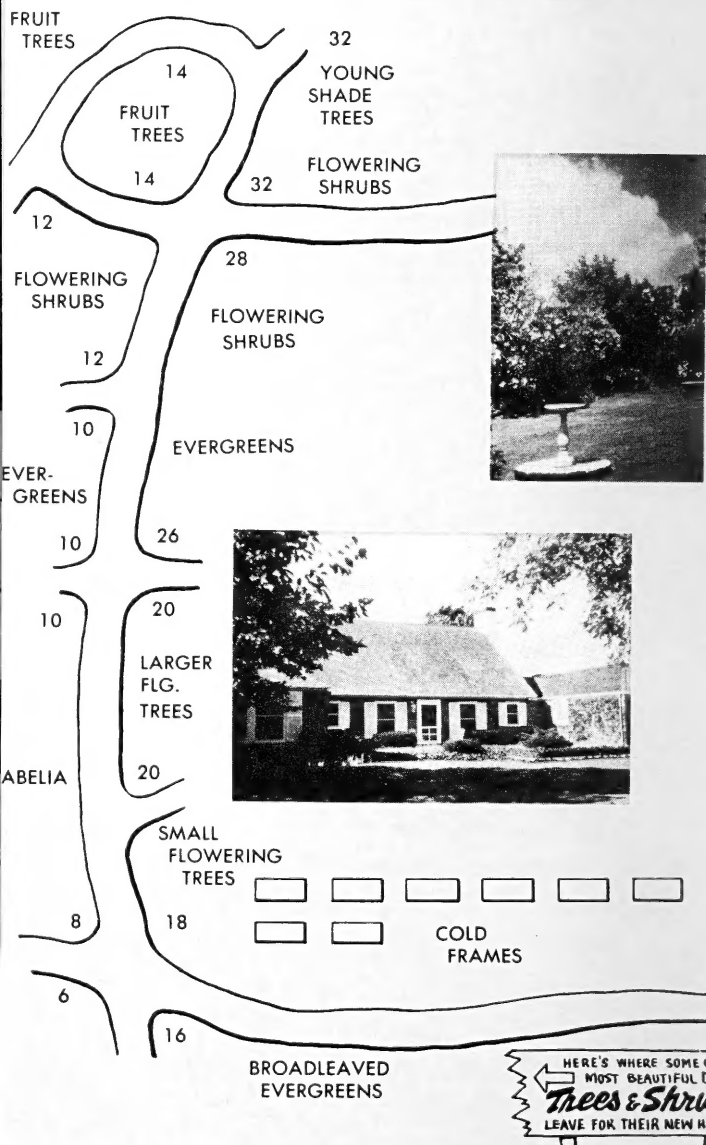 FRUIT
TREES
32
14
YOUNG
SHADE
TREES
FRUIT
TREES
FLOWERING
SHRUBS
14
32
12
28
FLOWERING
SHRUBS
FLOWERING
SHRUBS
12
10
EVERGREENS
EVER-
GREENS
10
26
10
20
LARGER
FLG.
TREES
ABELIA
20
SMALL
FLOWERING
TREES
8
18
COLD
FRAMES
6
16
BROADLEAVED
EVERGREENS
HERE'S WHERE SOME
MOST BEAUTIFUL
Trees &
LEAVE FOR THEIR NEW